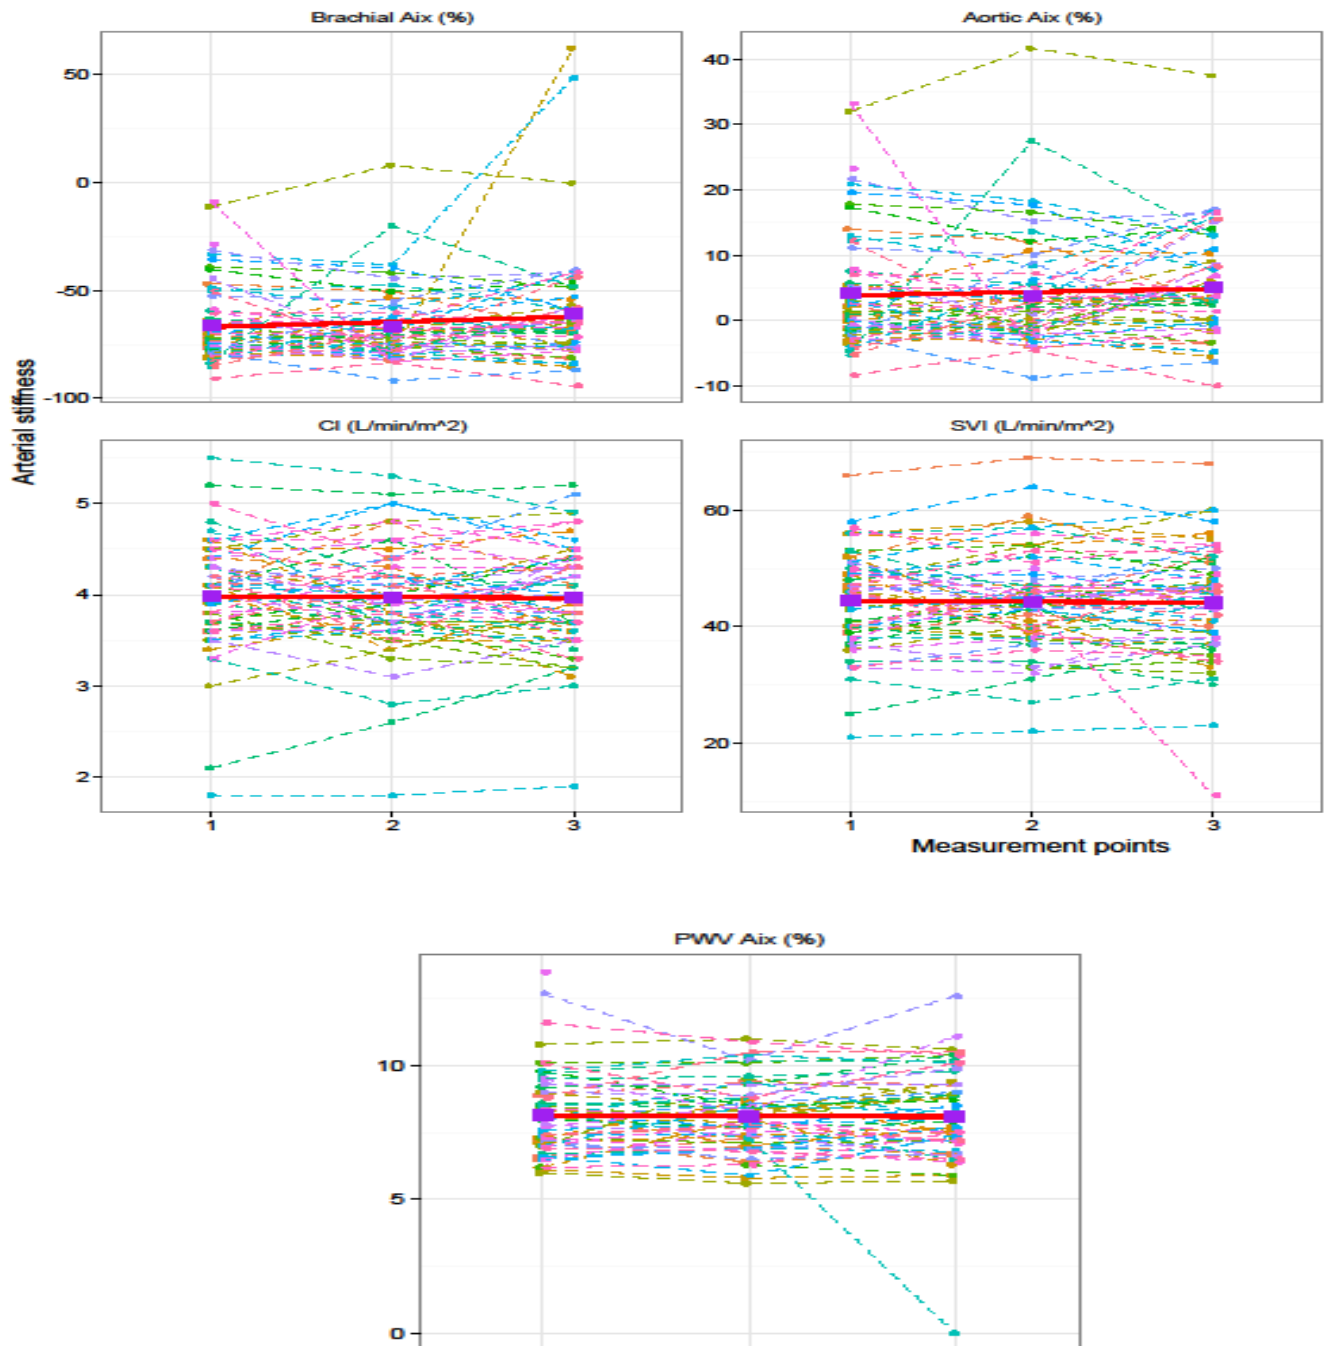 Brachial Aix (%)
Aortic Aix (%)
50
0
-50
-100
40
30
20
10
0
-10
Arterial stiffness
CI (L/min/m^2)
SVI (L/min/m^2)
5
4
3
2
60
40
20
1 2 3
1 2 3
Measurement points
PWV Aix (%)
10
5
0